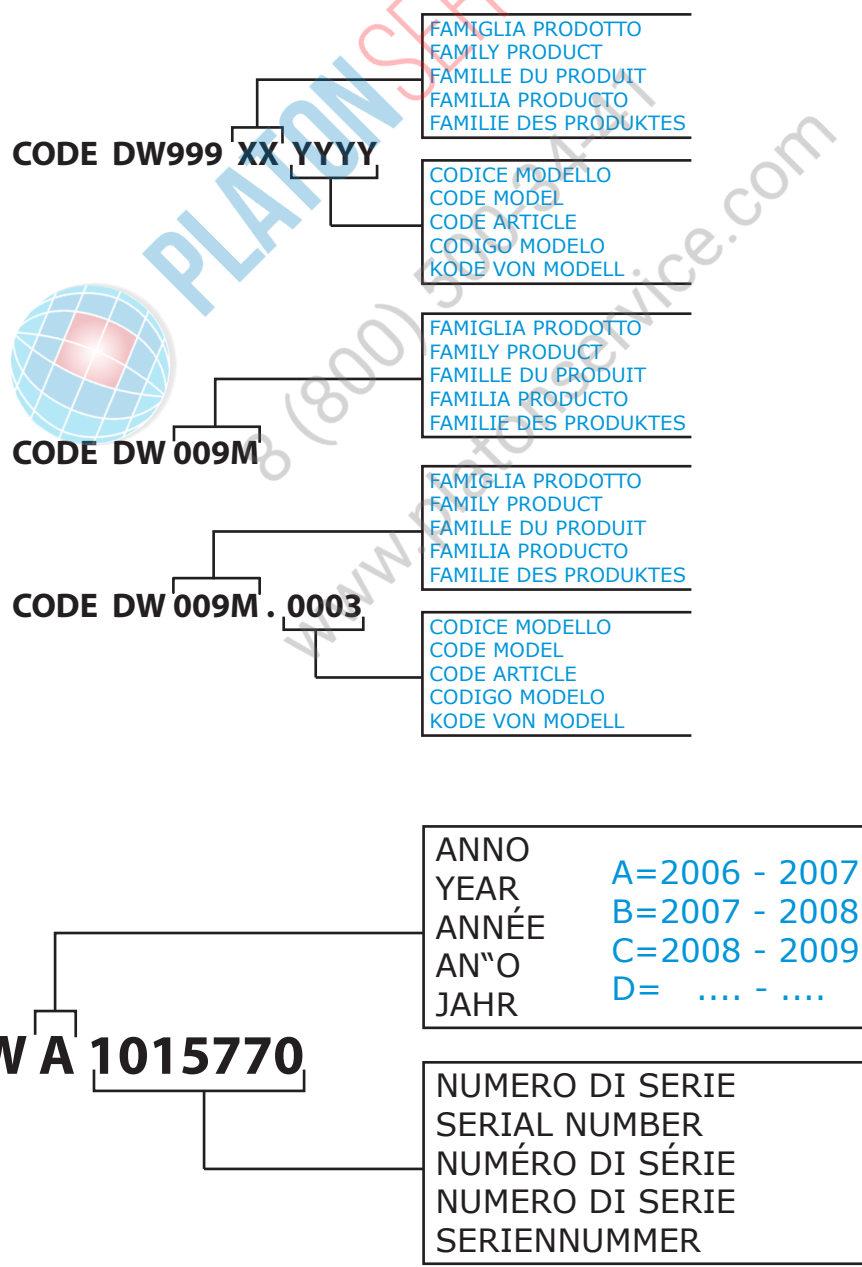 FAMIGLIA PRODOTTO
FAMILY PRODUCT
FAMILLE DU PRODUIT
FAMILIA PRODUCTO
FAMILIE DES PRODUKTES
CODE DW999 XX YYYY
CODICE MODELLO
CODE MODEL
CODE ARTICLE
CODIGO MODELO
KODE VON MODELL
FAMIGLIA PRODOTTO
FAMILY PRODUCT
FAMILLE DU PRODUIT
FAMILIA PRODUCTO
FAMILIE DES PRODUKTES
CODE DW 009M
FAMIGLIA PRODOTTO
FAMILY PRODUCT
FAMILLE DU PRODUIT
FAMILIA PRODUCTO
FAMILIE DES PRODUKTES
CODE DW 009M . 0003
CODICE MODELLO
CODE MODEL
CODE ARTICLE
CODIGO MODELO
KODE VON MODELL
ANNO
YEAR
ANNÉE
AN‟O
JAHR
A=2006 - 2007
B=2007 - 2008
C=2008 - 2009
D= .... - ....
W A 1015770
NUMERO DI SERIE
SERIAL NUMBER
NUMÉRO DI SÉRIE
NUMERO DI SERIE
SERIENNUMMER
PLATONSER
8 (800) 500-34-41
www.platonservice.com